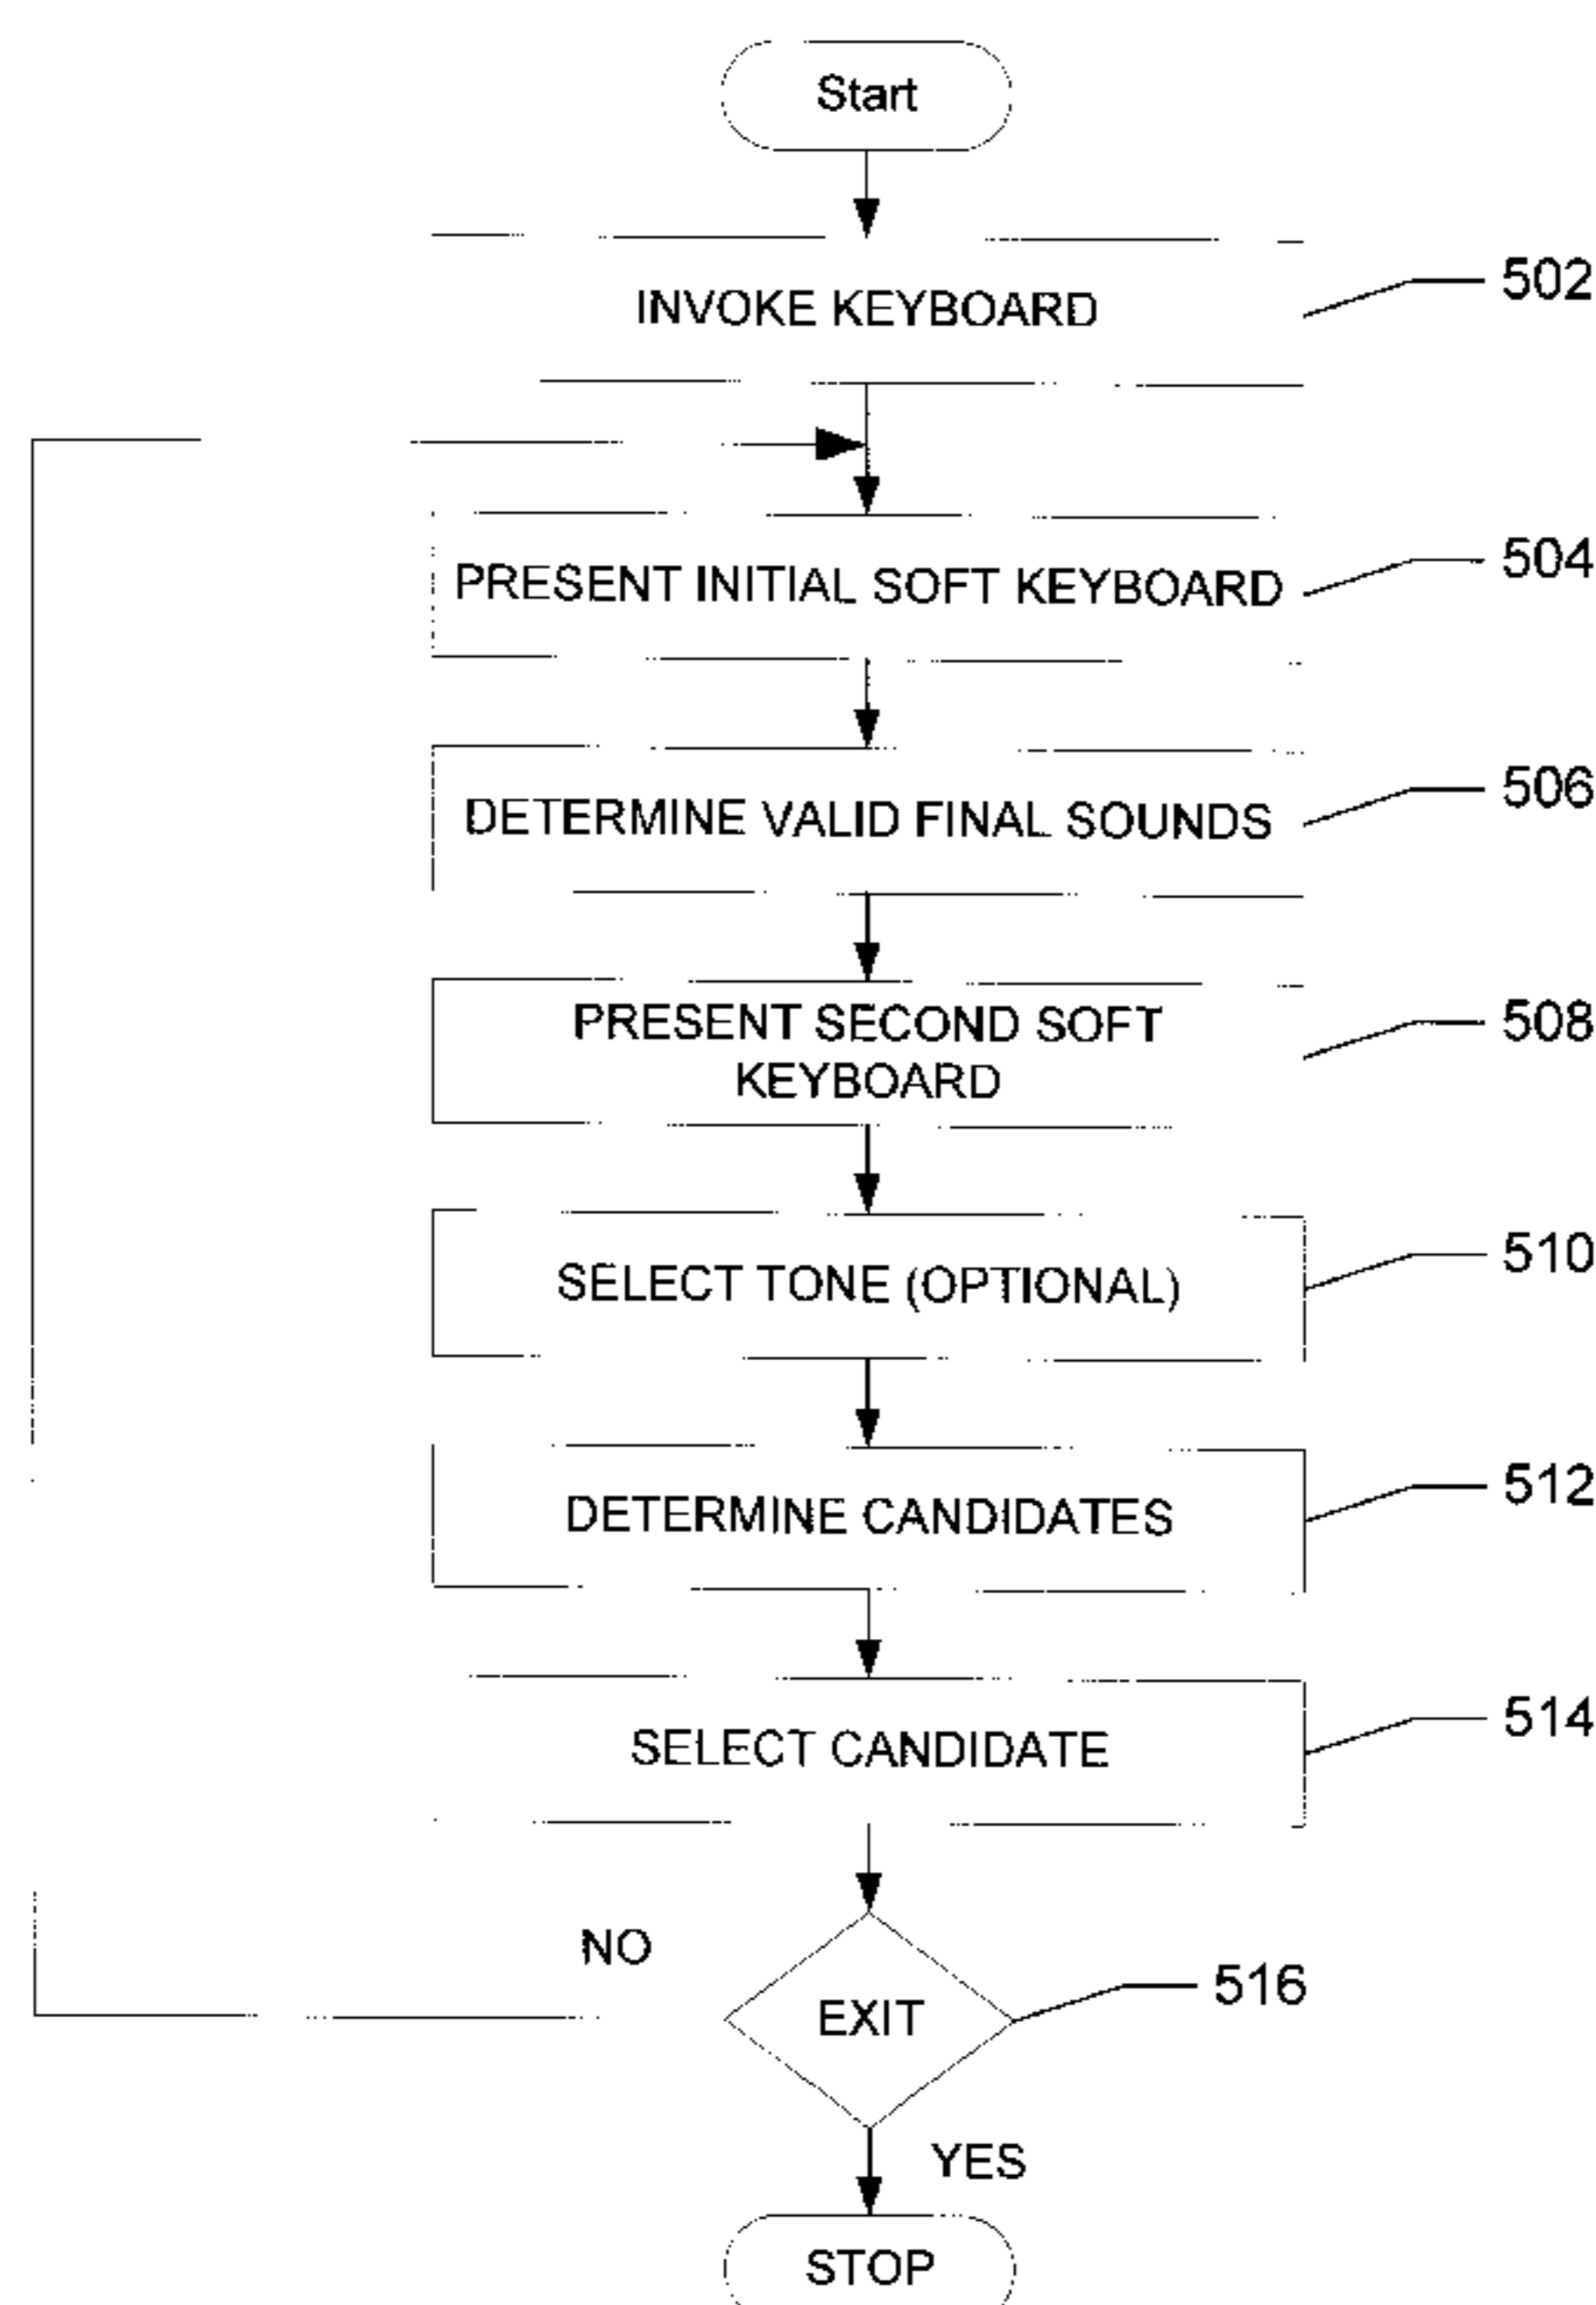 Start
INVOKE KEYBOARD
502
PRESENT INITIAL SOFT KEYBOARD
504
DETERMINE VALID FINAL SOUNDS
506
PRESENT SECOND SOFT
KEYBOARD
508
SELECT TONE (OPTIONAL)
510
DETERMINE CANDIDATES
512
SELECT CANDIDATE
514
NO
EXIT
516
YES
STOP